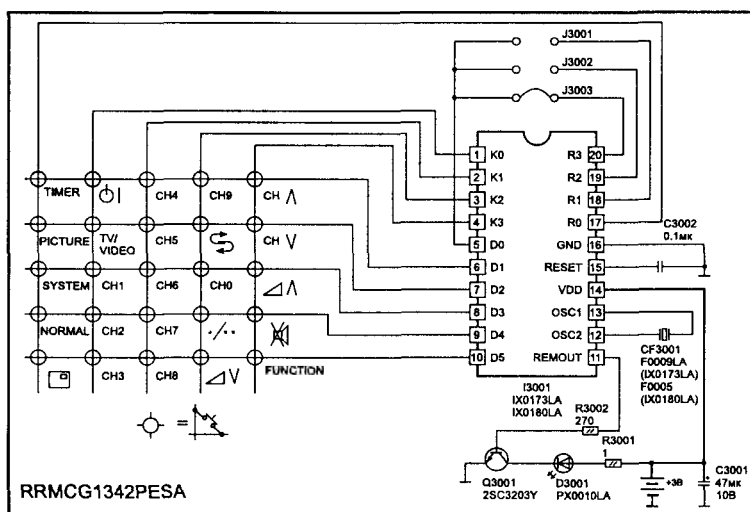 J3001
J3002
J3003
1 K0 R3 20
2 K1 R2 19
3 K2 R1 18
4 K3 R0 17
5 D0 GND 16
6 D1 RESET 15
7 D2 VDD 14
8 D3 OSC1 13
9 D4 OSC2 12
10 D5 REMOUT 11
C3002
0.1мк
TIMER CH4 CH9 CH Λ
PICTURE TV/ VIDEO CH5 CH V
SYSTEM CH1 CH6 CH0 Λ
NORMAL CH2 CH7 ·/··
CH3 CH8 V FUNCTION
I3001
IX0173LA
IX0180LA
CF3001
F0009LA
(IX0173LA)
F0005
(IX0180LA)
R3002
270
R3001
1
Q3001
2SC3203Y
D3001
PX0010LA
+3В
C3001
47мк
10В
+
=
RRMCG1342PESA